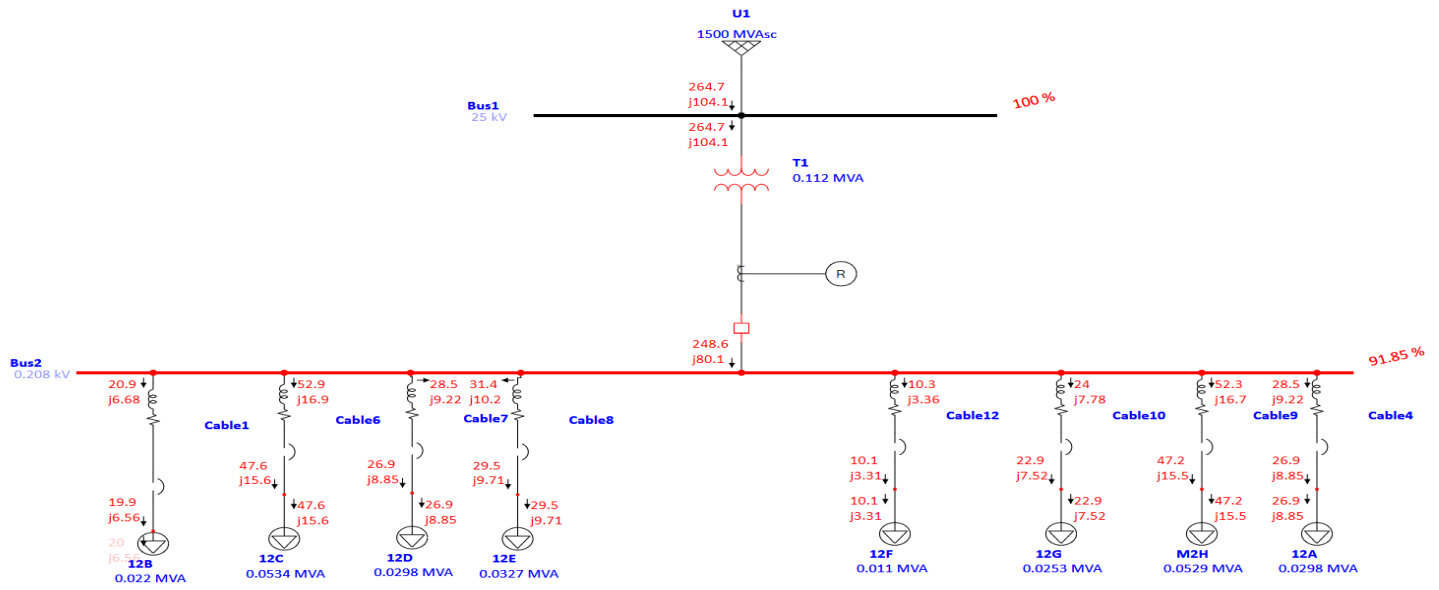 U1
1500 MVAsc
264.7
j104.1
Bus1
25 kV
100 %
264.7
j104.1
T1
0.112 MVA
R
248.6
j80.1
Bus2
0.208 kV
91.85 %
20.9
j6.68
52.9
j16.9
28.5
j9.22
31.4
j10.2
10.3
j3.36
24
j7.78
52.3
j16.7
28.5
j9.22
Cable1
Cable6
Cable7
Cable8
Cable12
Cable10
Cable9
Cable4
19.9
j6.56
47.6
j15.6
26.9
j8.85
29.5
j9.71
10.1
j3.31
22.9
j7.52
47.2
j15.5
26.9
j8.85
20
j6.56
47.6
j15.6
26.9
j8.85
29.5
j9.71
10.1
j3.31
22.9
j7.52
47.2
j15.5
26.9
j8.85
12B
0.022 MVA
12C
0.0534 MVA
12D
0.0298 MVA
12E
0.0327 MVA
12F
0.011 MVA
12G
0.0253 MVA
M2H
0.0529 MVA
12A
0.0298 MVA